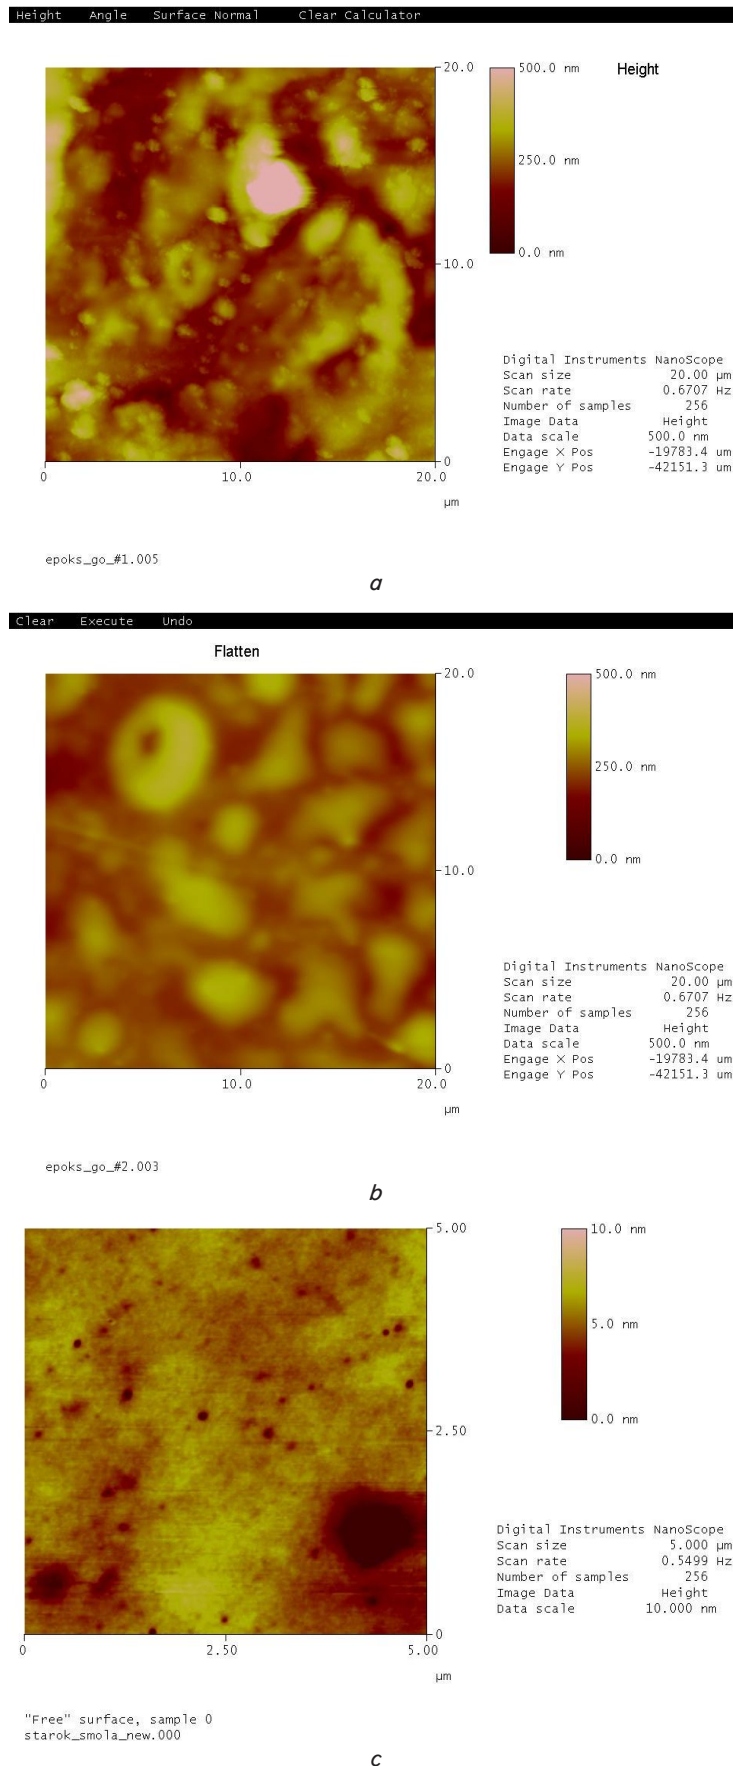 Height Angle Surface Normal Clear Calculator
20.0
500.0 nm
Height
250.0 nm
0.0 nm
10.0
Digital Instruments NanoScope
Scan size 20.00 µm
Scan rate 0.6707 Hz
Number of samples 256
Image Data Height
Data scale 500.0 nm
Engage X Pos -19783.4 um
Engage Y Pos -42151.3 um
0
0 10.0 20.0
µm
epoks_go_#1.005
a
Clear Execute Undo
Flatten
20.0
500.0 nm
250.0 nm
0.0 nm
10.0
Digital Instruments NanoScope
Scan size 20.00 µm
Scan rate 0.6707 Hz
Number of samples 256
Image Data Height
Data scale 500.0 nm
Engage X Pos -19783.4 um
Engage Y Pos -42151.3 um
0
0 10.0 20.0
µm
epoks_go_#2.003
b
5.00
10.0 nm
5.0 nm
0.0 nm
2.50
Digital Instruments NanoScope
Scan size 5.000 µm
Scan rate 0.5499 Hz
Number of samples 256
Image Data Height
Data scale 10.000 nm
0
0 2.50 5.00
µm
"Free" surface, sample 0
starok_smola_new.000
c